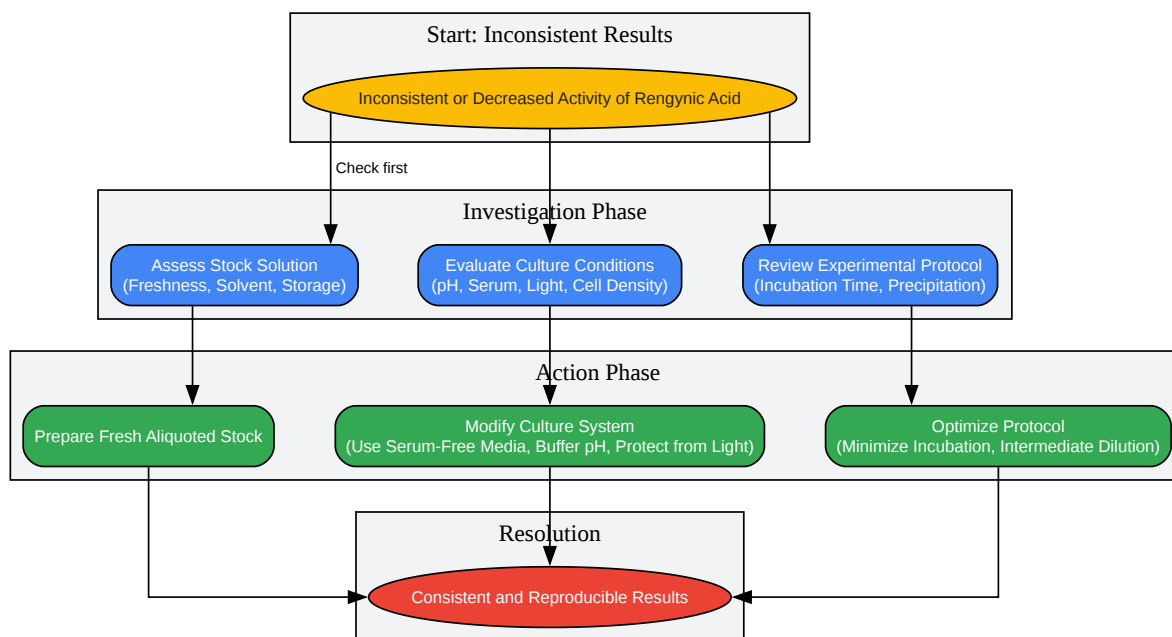 Start: Inconsistent Results
Inconsistent or Decreased Activity of Rengynic Acid
Check first
Investigation Phase
Assess Stock Solution
(Freshness, Solvent, Storage)
Evaluate Culture Conditions
(pH, Serum, Light, Cell Density)
Review Experimental Protocol
(Incubation Time, Precipitation)
Action Phase
Prepare Fresh Aliquoted Stock
Modify Culture System
(Use Serum-Free Media, Buffer pH, Protect from Light)
Optimize Protocol
(Minimize Incubation, Intermediate Dilution)
Resolution
Consistent and Reproducible Results